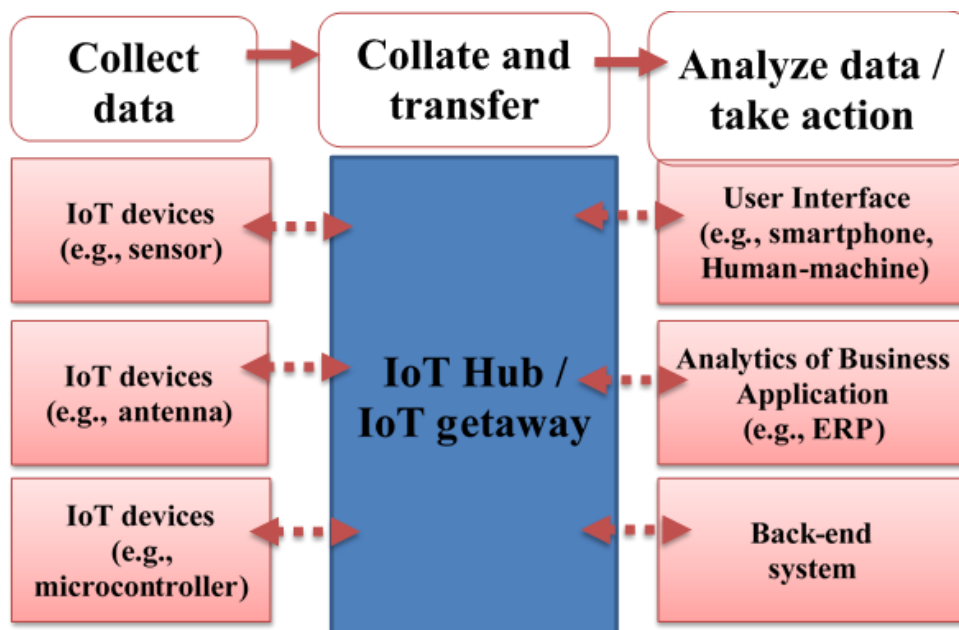 Collect
data
Collate and
transfer
Analyze data /
take action
IoT devices
(e.g., sensor)
IoT devices
(e.g., antenna)
IoT devices
(e.g.,
microcontroller)
IoT Hub /
IoT getaway
User Interface
(e.g., smartphone,
Human-machine)
Analytics of Business
Application
(e.g., ERP)
Back-end
system